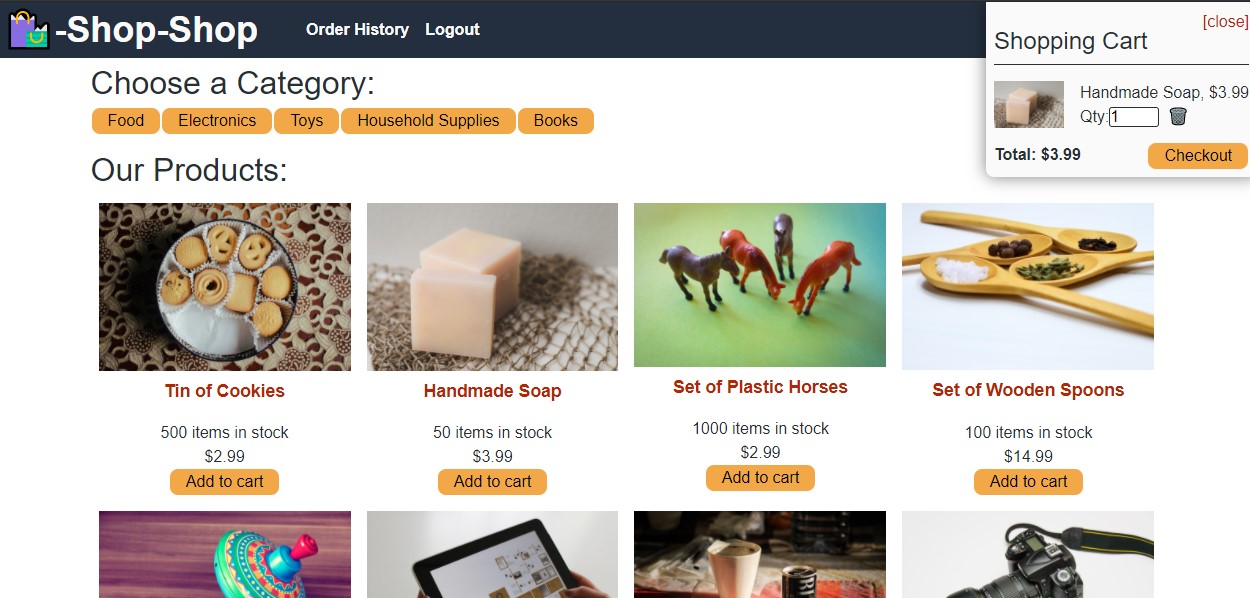 -Shop-Shop
Order History Logout
[close]
Shopping Cart
Handmade Soap, $3.99
Qty: 1
Total: $3.99
Checkout
Choose a Category:
Food Electronics Toys Household Supplies Books
Our Products:
Tin of Cookies
500 items in stock
$2.99
Add to cart
Handmade Soap
50 items in stock
$3.99
Add to cart
Set of Plastic Horses
1000 items in stock
$2.99
Add to cart
Set of Wooden Spoons
100 items in stock
$14.99
Add to cart